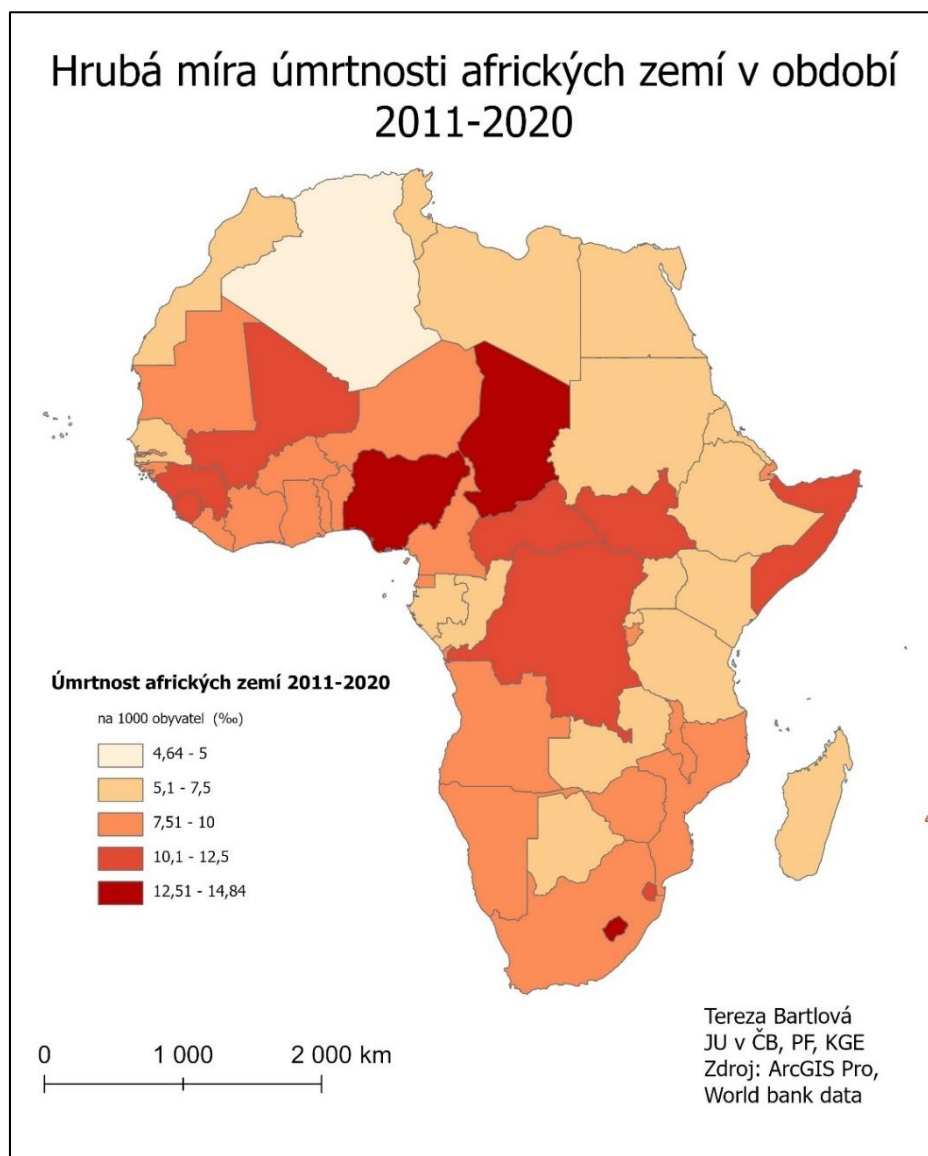 Hrubá míra úmrtnosti afrických zemí v období
2011-2020
Úmrtnost afrických zemí 2011-2020
na 1000 obyvatel (‰)
4,64 - 5
5,1 - 7,5
7,51 - 10
10,1 - 12,5
12,51 - 14,84
0 1 000 2 000 km
Tereza Bartlová
JU v ČB, PF, KGE
Zdroj: ArcGIS Pro,
World bank data